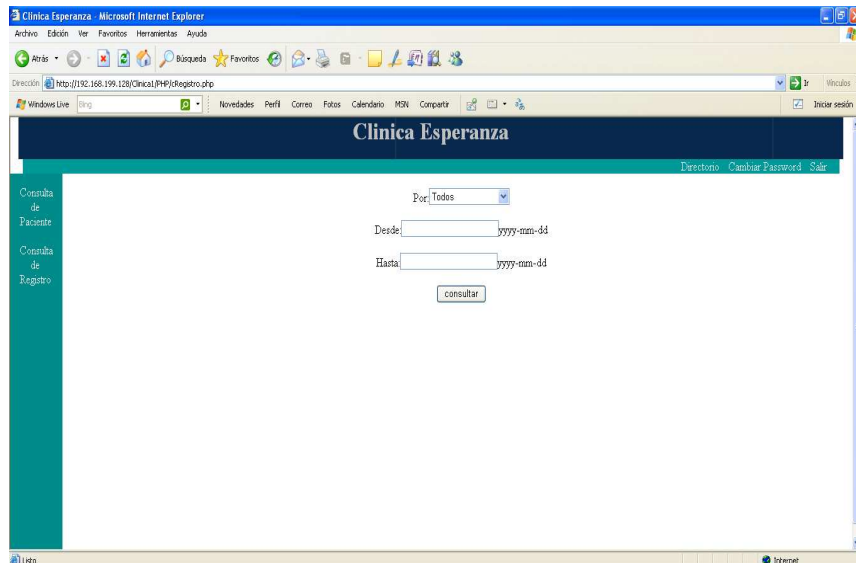 Clinica Esperanza - Microsoft Internet Explorer
Archivo Edición Ver Favoritos Herramientas Ayuda
Atrás Búsqueda Favoritos
Dirección http://192.168.199.128/Clinica1/PHP/cRegistro.php Ir Vínculos
Windows Live Bing Novedades Perfil Correo Fotos Calendario MSN Compartir Iniciar sesión
Clinica Esperanza
Directorio Cambiar Password Salir
Consulta
de
Paciente
Consulta
de
Registro
Por: Todos
Desde: yyyy-mm-dd
Hasta: yyyy-mm-dd
consultar
Listo Internet